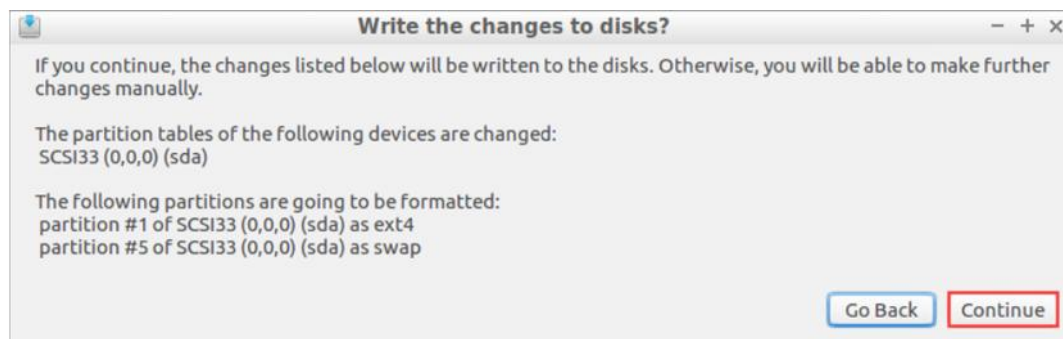 Write the changes to disks?
If you continue, the changes listed below will be written to the disks. Otherwise, you will be able to make further
changes manually.
The partition tables of the following devices are changed:
SCSI33 (0,0,0) (sda)
The following partitions are going to be formatted:
partition #1 of SCSI33 (0,0,0) (sda) as ext4
partition #5 of SCSI33 (0,0,0) (sda) as swap
Go Back Continue